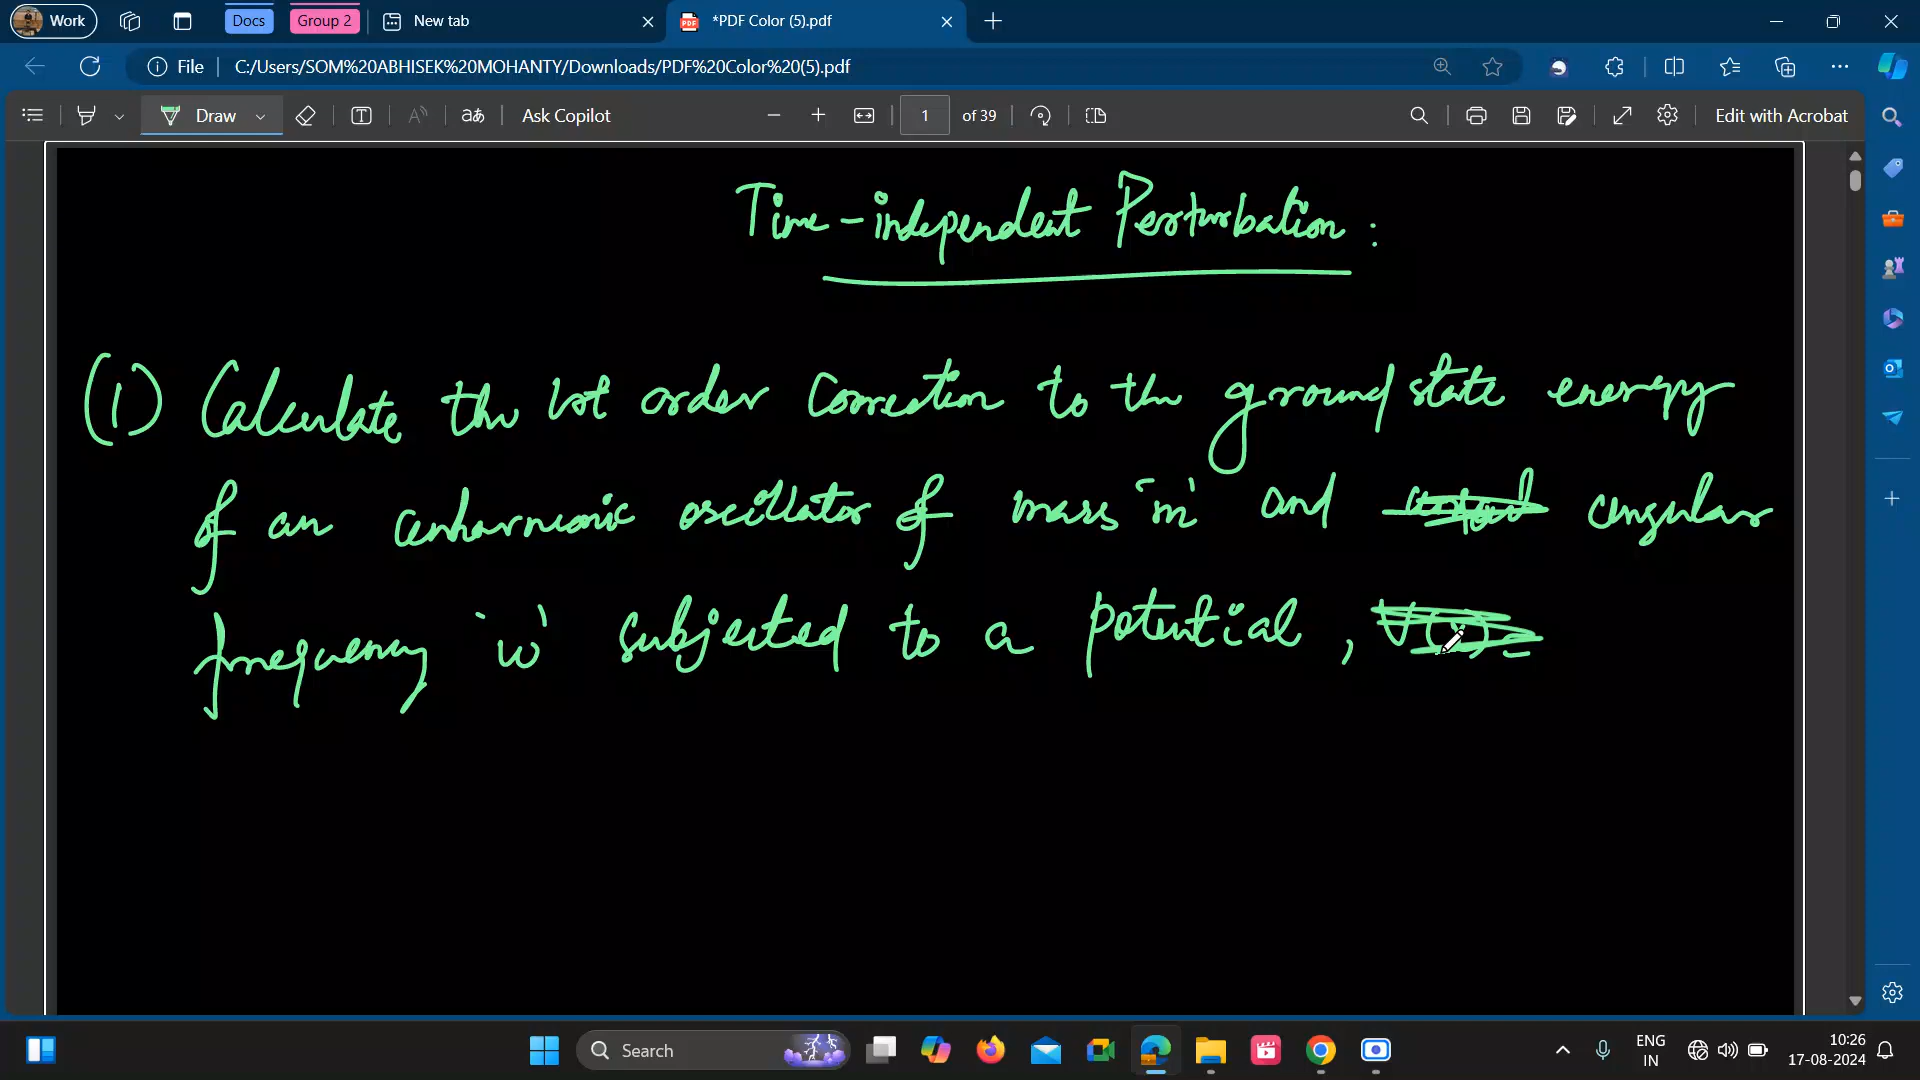 Work
Docs
Group 2
New tab
*PDF Color (5).pdf
File
C:/Users/SOM%20ABHISEK%20MOHANTY/Downloads/PDF%20Color%20(5).pdf
Draw
Ask Copilot
1 of 39
Edit with Acrobat
Time-independent Perturbation :
(1) Calculate the 1st order Correction to the ground state energy
of an anharmonic oscillator of mass 'm' and angular
frequency 'w' subjected to a potential , V(x) =
Search
ENG
IN
10:26
17-08-2024